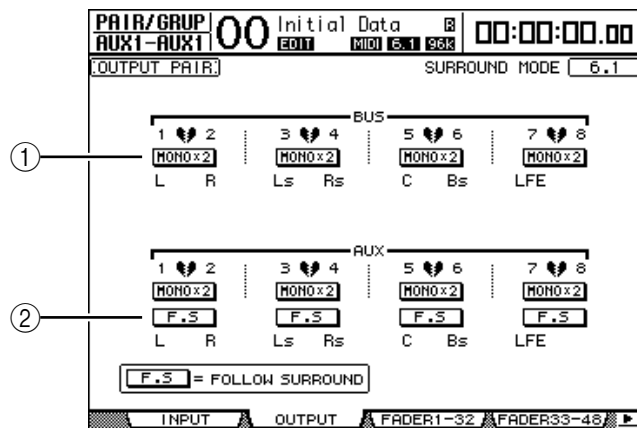 PAIR/GRUP 00 Initial Data R 00:00:00.00
AUX1-AUX1 EDIT MIDI 6.1 96k
OUTPUT PAIR SURROUND MODE 6.1
BUS
1 2 3 4 5 6 7 8
① MONO×2 MONO×2 MONO×2 MONO×2
L R Ls Rs C Bs LFE
AUX
1 2 3 4 5 6 7 8
MONO×2 MONO×2 MONO×2 MONO×2
② F.S F.S F.S F.S
L R Ls Rs C Bs LFE
F.S = FOLLOW SURROUND
INPUT OUTPUT FADER1-32 FADER33-48